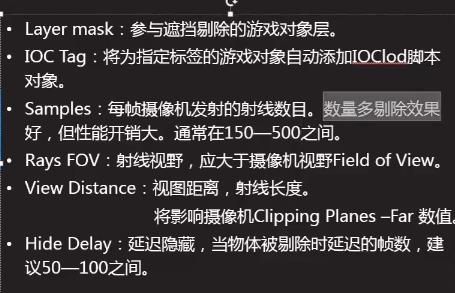 • Layer mask：参与遮挡剔除的游戏对象层。
• IOC Tag：将为指定标签的游戏对象自动添加IOClod脚本
对象。
• Samples：每帧摄像机发射的射线数目。数量多剔除效果
好，但性能开销大。通常在150—500之间。
• Rays FOV：射线视野，应大于摄像机视野Field of View。
• View Distance：视图距离，射线长度。
将影响摄像机Clipping Planes –Far 数值。
• Hide Delay：延迟隐藏，当物体被剔除时延迟的帧数，建
议50—100之间。